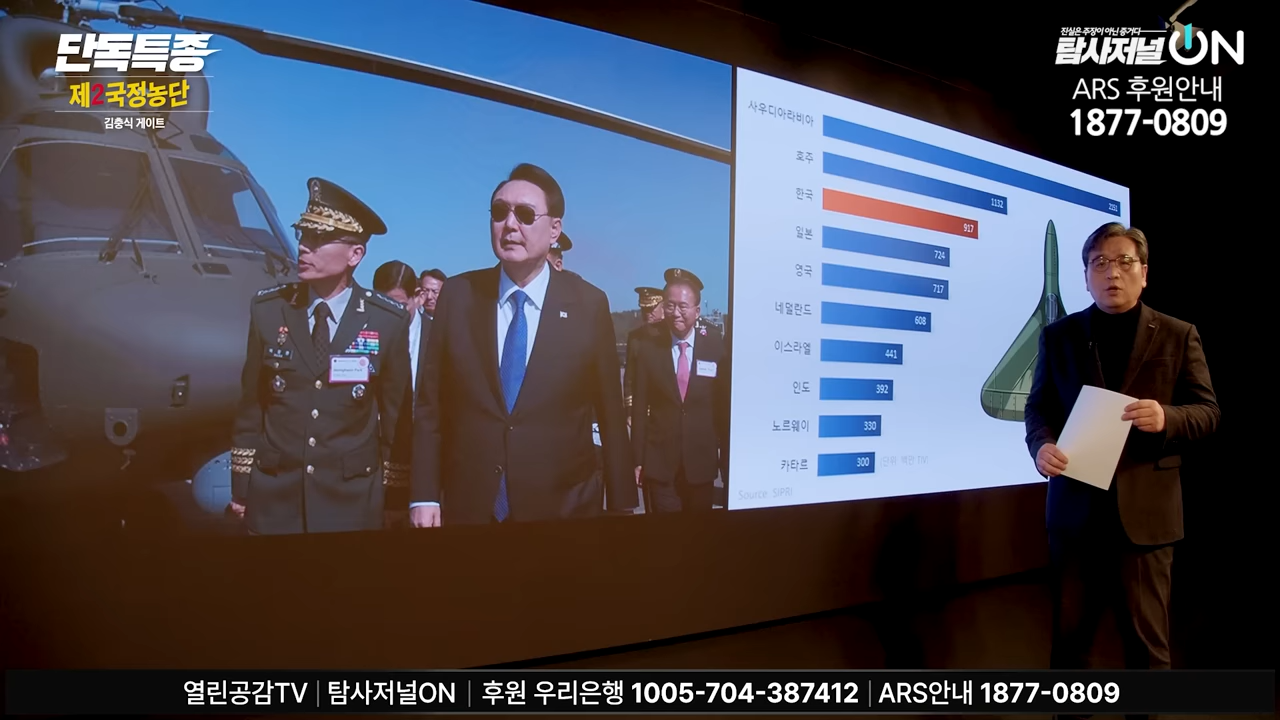 단독특종
제2국정농단
김충식 게이트
진실은 주장이 아닌 증거다
탐사저널ON
ARS 후원안내
1877-0809
사우디아라비아 2151
호주 1132
한국 917
일본 724
영국 717
네덜란드 608
이스라엘 441
인도 392
노르웨이 330
카타르 300
Source: SIPRI
열린공감TV | 탐사저널ON | 후원 우리은행 1005-704-387412 | ARS안내 1877-0809